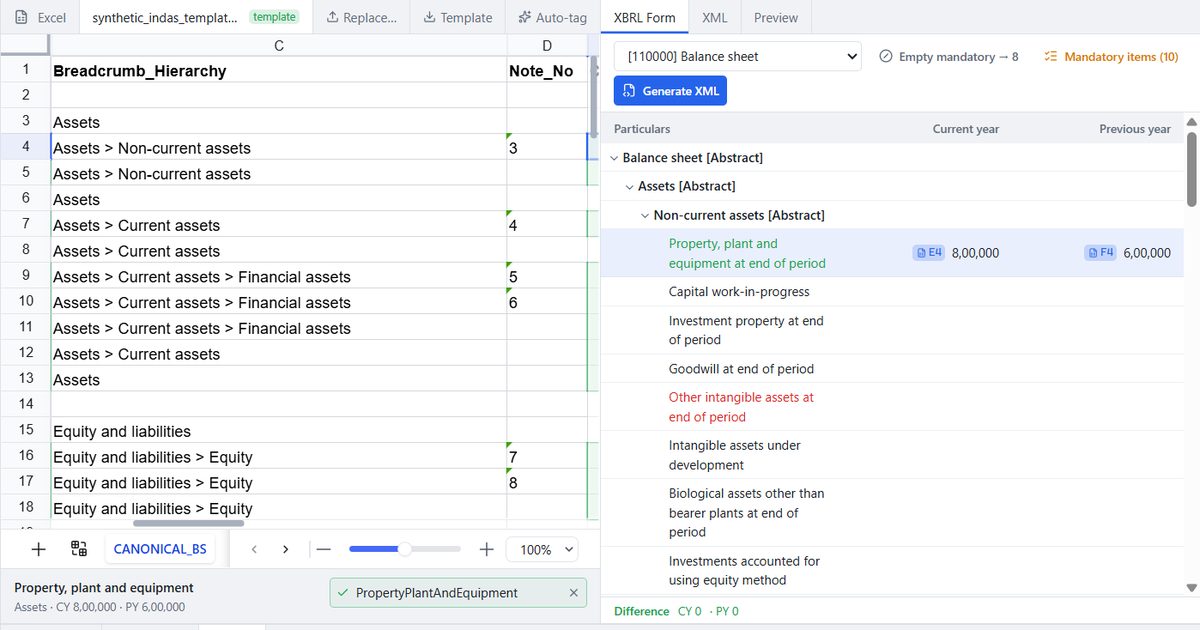 Excel
synthetic_indas_templat... template
Replace...
Template
Auto-tag
C D
1 Breadcrumb_Hierarchy Note_No
2
3 Assets
4 Assets > Non-current assets 3
5 Assets > Non-current assets
6 Assets
7 Assets > Current assets 4
8 Assets > Current assets
9 Assets > Current assets > Financial assets 5
10 Assets > Current assets > Financial assets 6
11 Assets > Current assets > Financial assets
12 Assets > Current assets
13 Assets
14
15 Equity and liabilities
16 Equity and liabilities > Equity 7
17 Equity and liabilities > Equity 8
18 Equity and liabilities > Equity
CANONICAL_BS
100%
Property, plant and equipment
Assets · CY 8,00,000 · PY 6,00,000
PropertyPlantAndEquipment
XBRL Form XML Preview
[110000] Balance sheet
Empty mandatory → 8
Mandatory items (10)
Generate XML
Particulars Current year Previous year
Balance sheet [Abstract]
Assets [Abstract]
Non-current assets [Abstract]
Property, plant and
equipment at end of period E4 8,00,000 F4 6,00,000
Capital work-in-progress
Investment property at end
of period
Goodwill at end of period
Other intangible assets at
end of period
Intangible assets under
development
Biological assets other than
bearer plants at end of
period
Investments accounted for
using equity method
Difference CY 0 · PY 0